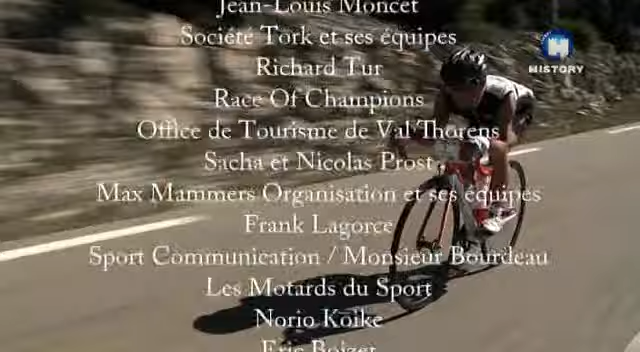 Jean-Louis Moncet
Société Tork et ses équipes
HISTORY
Richard Tur
Race Of Champions
Office de Tourisme de Val Thorens
Sacha et Nicolas Prost
Max Mammers Organisation et ses équipes
Frank Lagorce
Sport Communication / Monsieur Bourdeau
Les Motards du Sport
Norio Koike
Eric Boizet